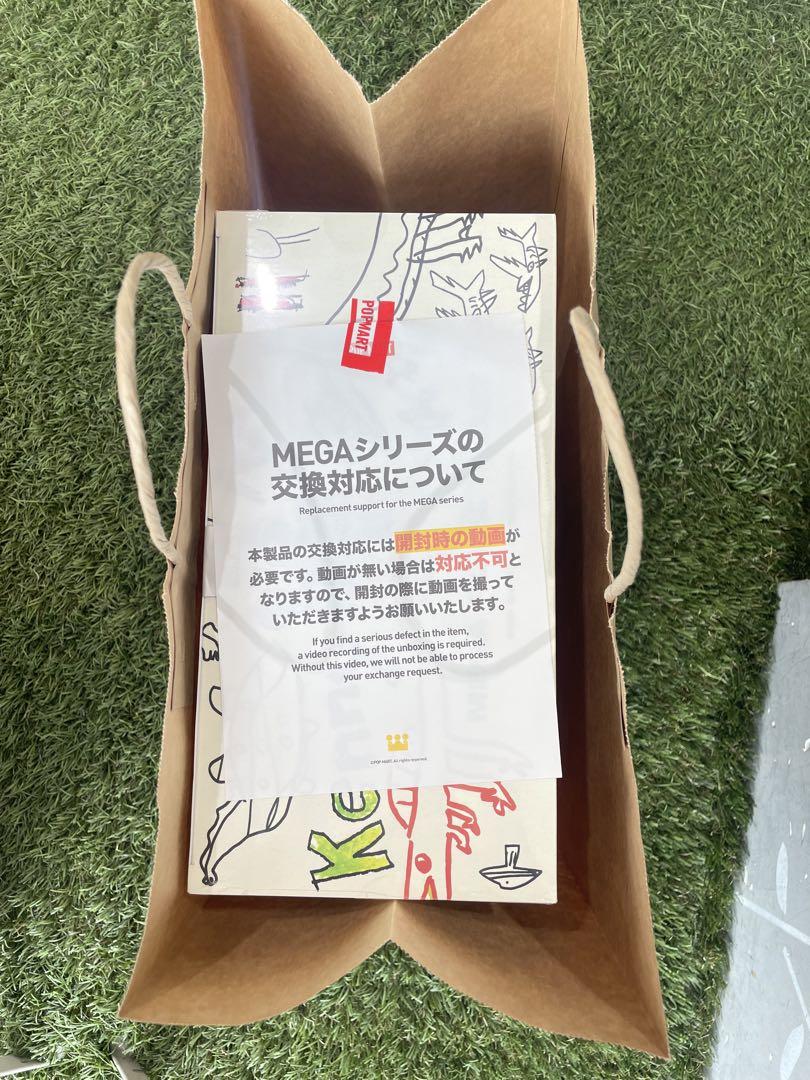 POPMART
MEGAシリーズの
交換対応について
Replacement support for the MEGA series
本製品の交換対応には開封時の動画が
必要です。動画が無い場合は対応不可と
なりますので、開封の際に動画を撮って
いただきますようお願いいたします。
If you find a serious defect in the item,
a video recording of the unboxing is required.
Without this video, we will not be able to process
your exchange request.
©POP MART. All rights reserved.
Ke